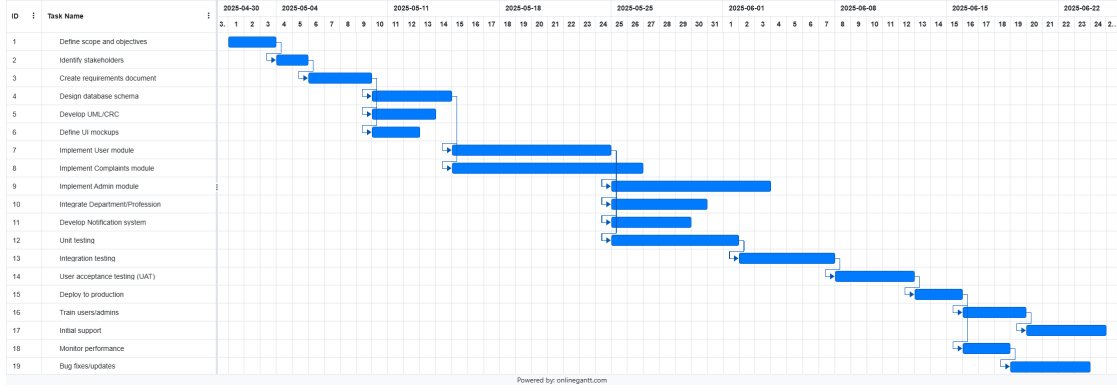 2025-04-30 2025-05-04 2025-05-11 2025-05-18 2025-05-25 2025-06-01 2025-06-08 2025-06-15 2025-06-22
ID Task Name 3. 1 2 3 4 5 6 7 8 9 10 11 12 13 14 15 16 17 18 19 20 21 22 23 24 25 26 27 28 29 30 31 1 2 3 4 5 6 7 8 9 10 11 12 13 14 15 16 17 18 19 20 21 22 23 24 2...
1 Define scope and objectives
2 Identify stakeholders
3 Create requirements document
4 Design database schema
5 Develop UML/CRC
6 Define UI mockups
7 Implement User module
8 Implement Complaints module
9 Implement Admin module
10 Integrate Department/Profession
11 Develop Notification system
12 Unit testing
13 Integration testing
14 User acceptance testing (UAT)
15 Deploy to production
16 Train users/admins
17 Initial support
18 Monitor performance
19 Bug fixes/updates
Powered by: onlinegantt.com